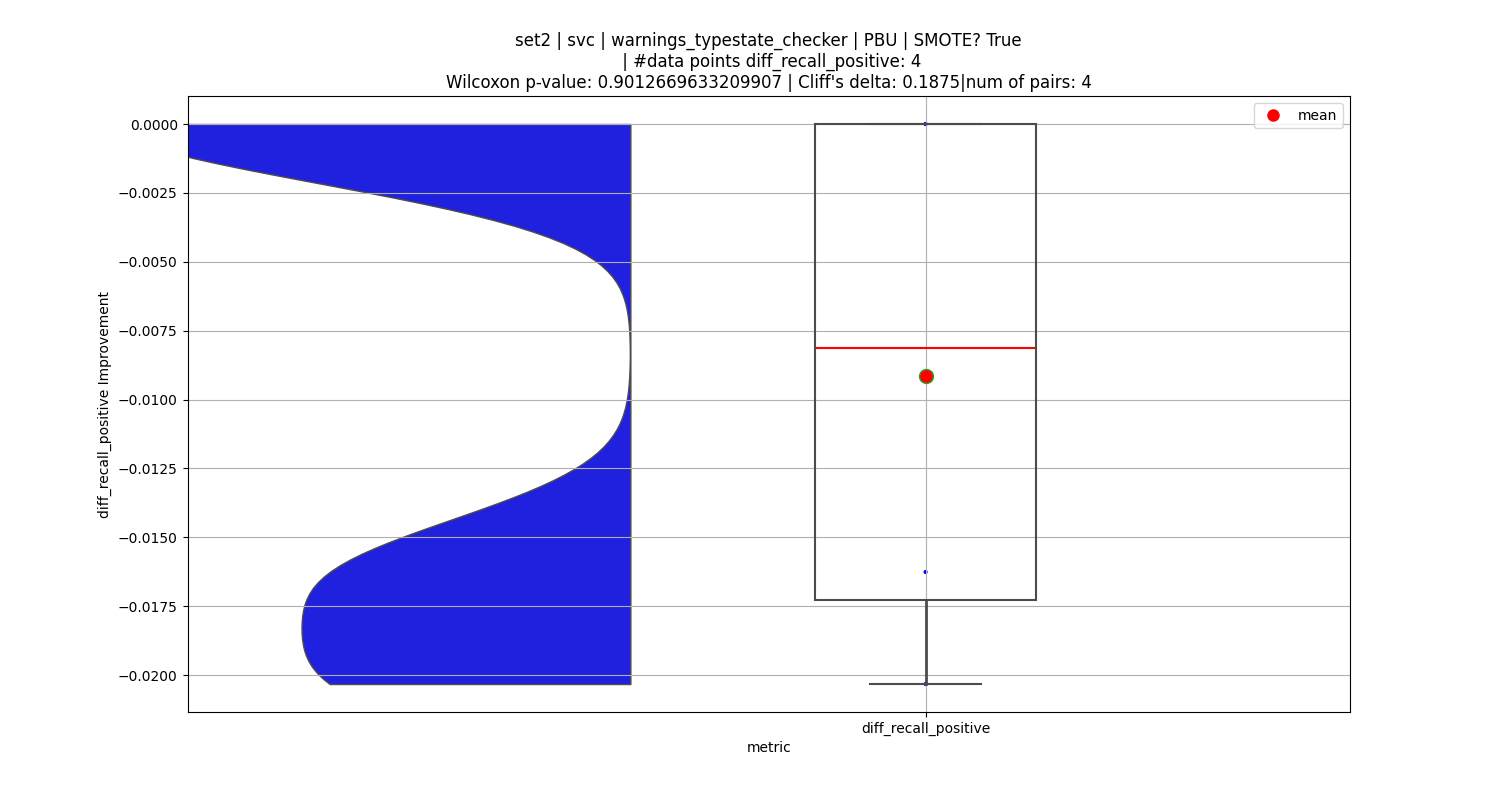 set2 | svc | warnings_typestate_checker | PBU | SMOTE? True
| #data points diff_recall_positive: 4
Wilcoxon p-value: 0.9012669633209907 | Cliff's delta: 0.1875|num of pairs: 4
mean
0.0000
−0.0025
−0.0050
−0.0075
−0.0100
−0.0125
−0.0150
−0.0175
−0.0200
diff_recall_positive Improvement
diff_recall_positive
metric